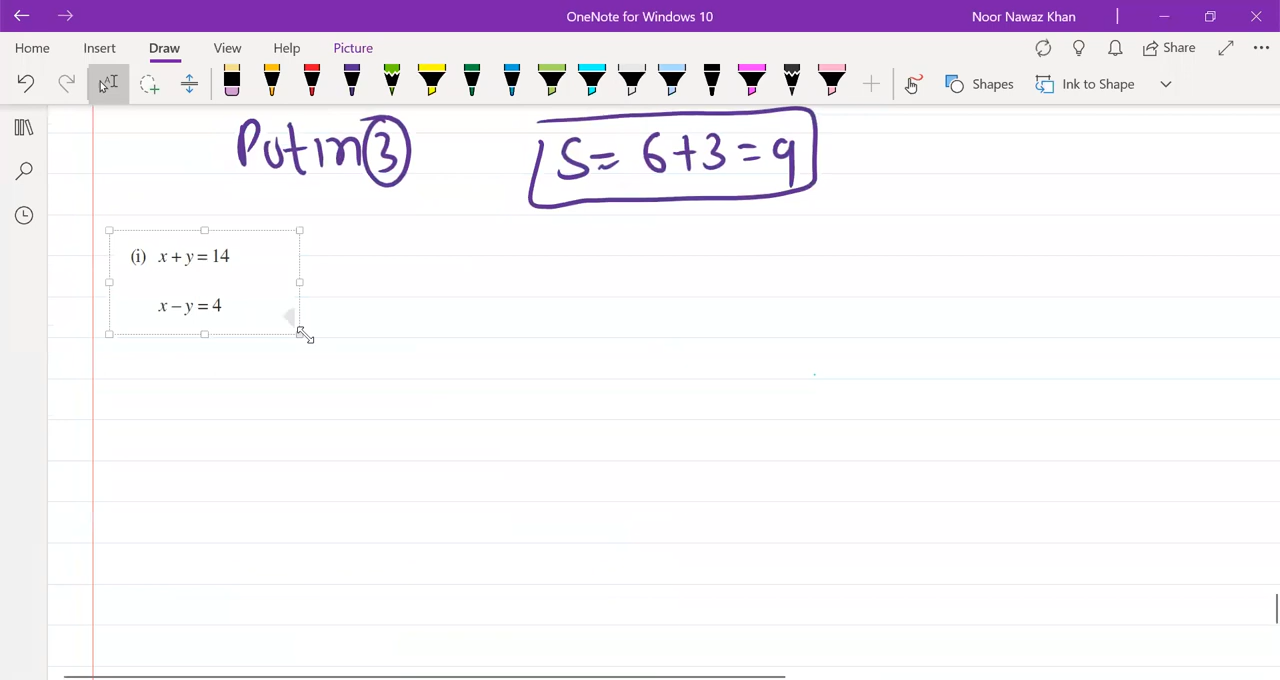 OneNote for Windows 10
Noor Nawaz Khan
Home Insert Draw View Help Picture
Share
Shapes
Ink to Shape
Put in 3
S = 6+3 = 9
(i) x + y = 14
x – y = 4